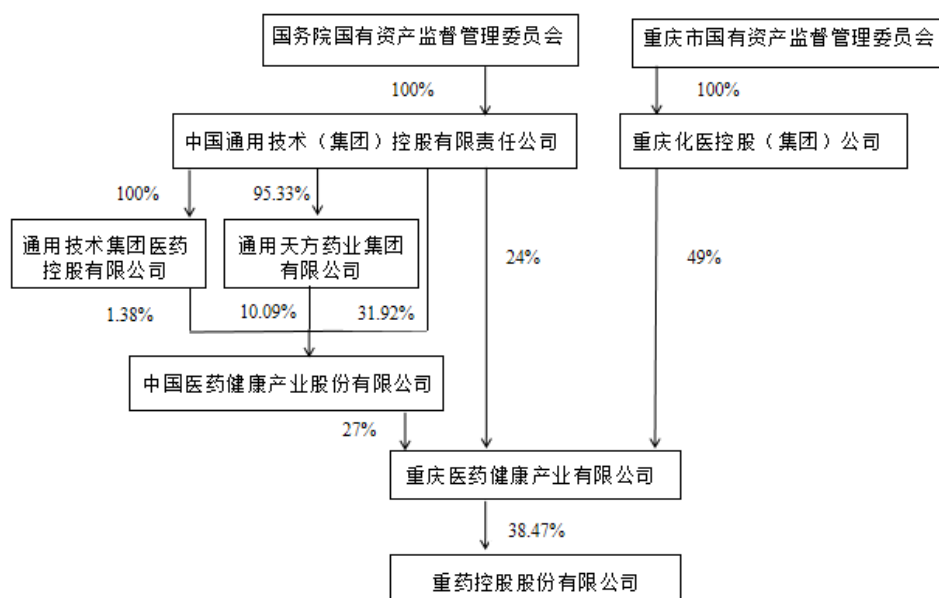 国务院国有资产监督管理委员会
重庆市国有资产监督管理委员会
100%
100%
中国通用技术（集团）控股有限责任公司
重庆化医控股（集团）公司
100%
95.33%
通用技术集团医药
控股有限公司
通用天方药业集团
有限公司
24%
49%
1.38%
10.09%
31.92%
中国医药健康产业股份有限公司
27%
重庆医药健康产业有限公司
38.47%
重药控股股份有限公司